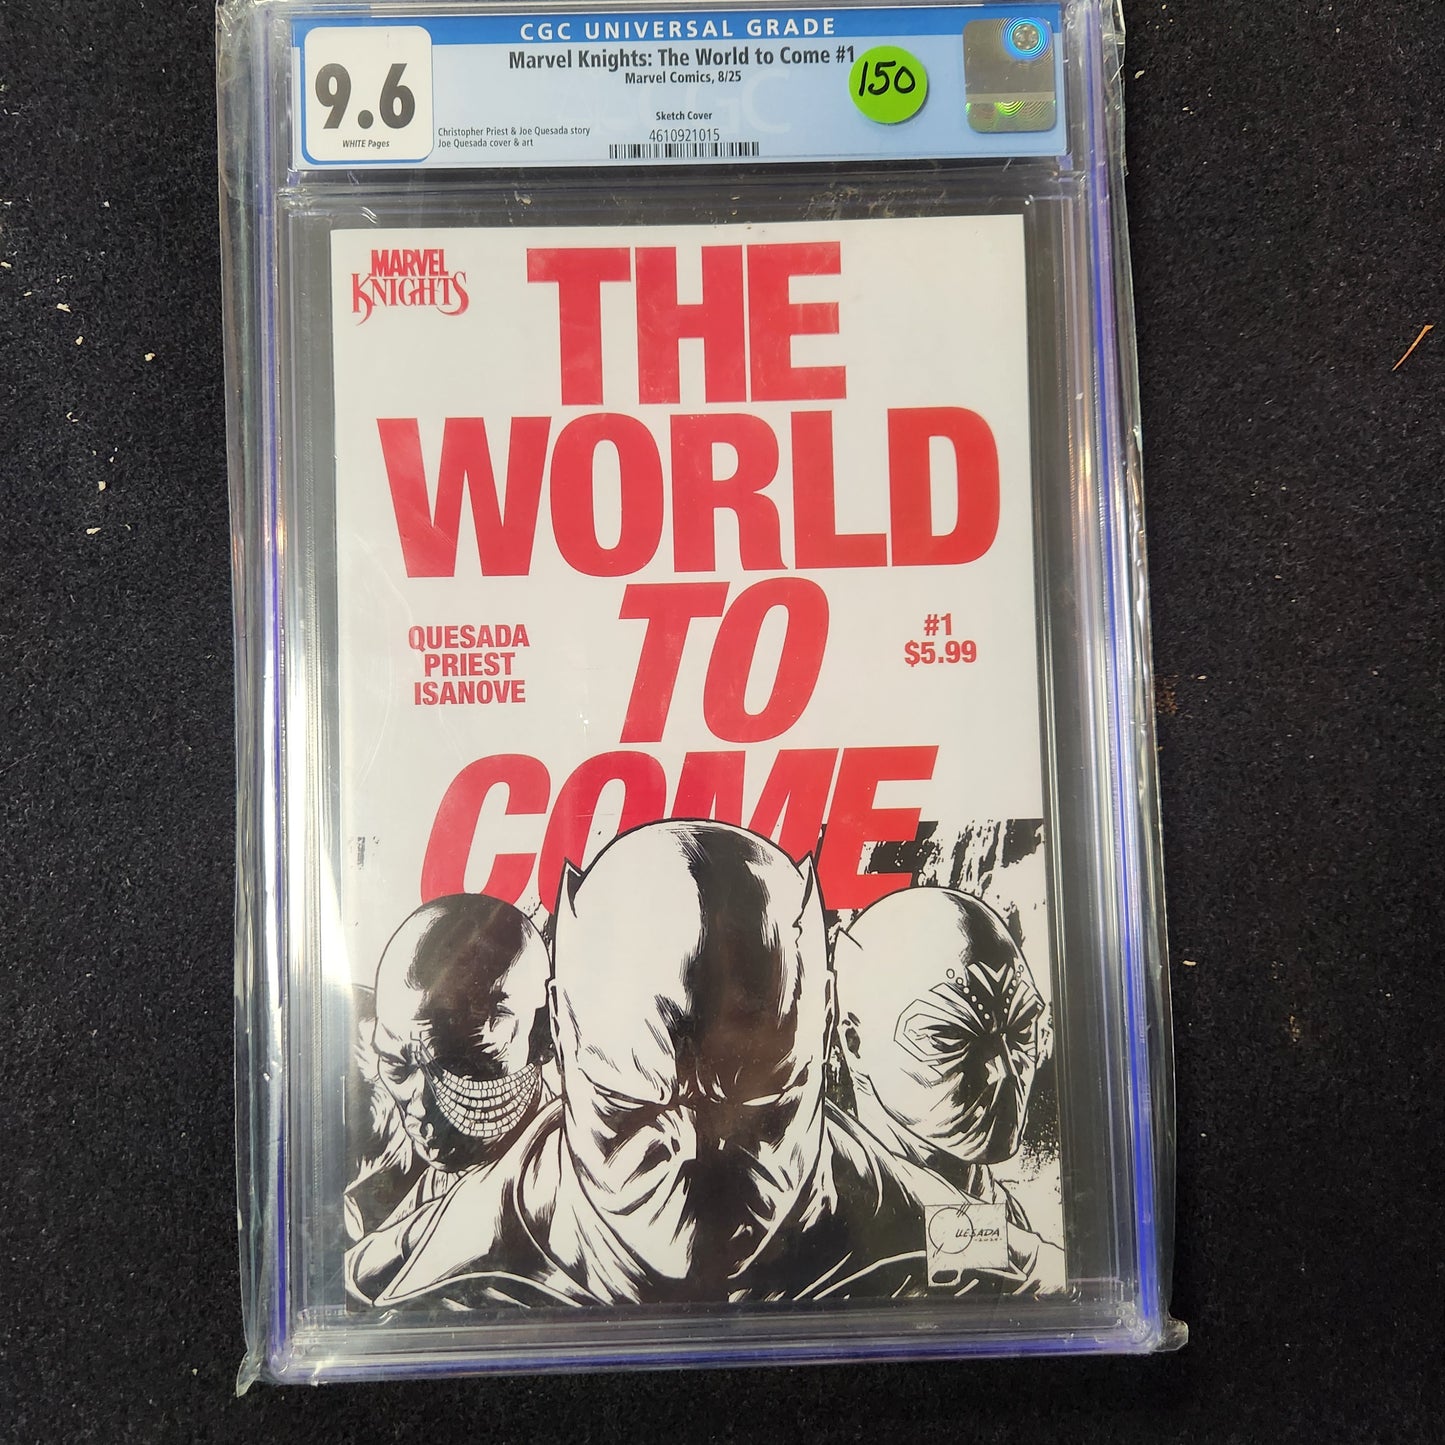 CGC UNIVERSAL GRADE
9.6
WHITE Pages
Marvel Knights: The World to Come #1
Marvel Comics, 8/25
150
Sketch Cover
4610921015
Christopher Priest & Joe Quesada story
Joe Quesada cover & art
CGC
MARVEL
KNIGHTS
THE
WORLD
TO
COME
QUESADA
PRIEST
ISANOVE
#1
$5.99
QUESADA